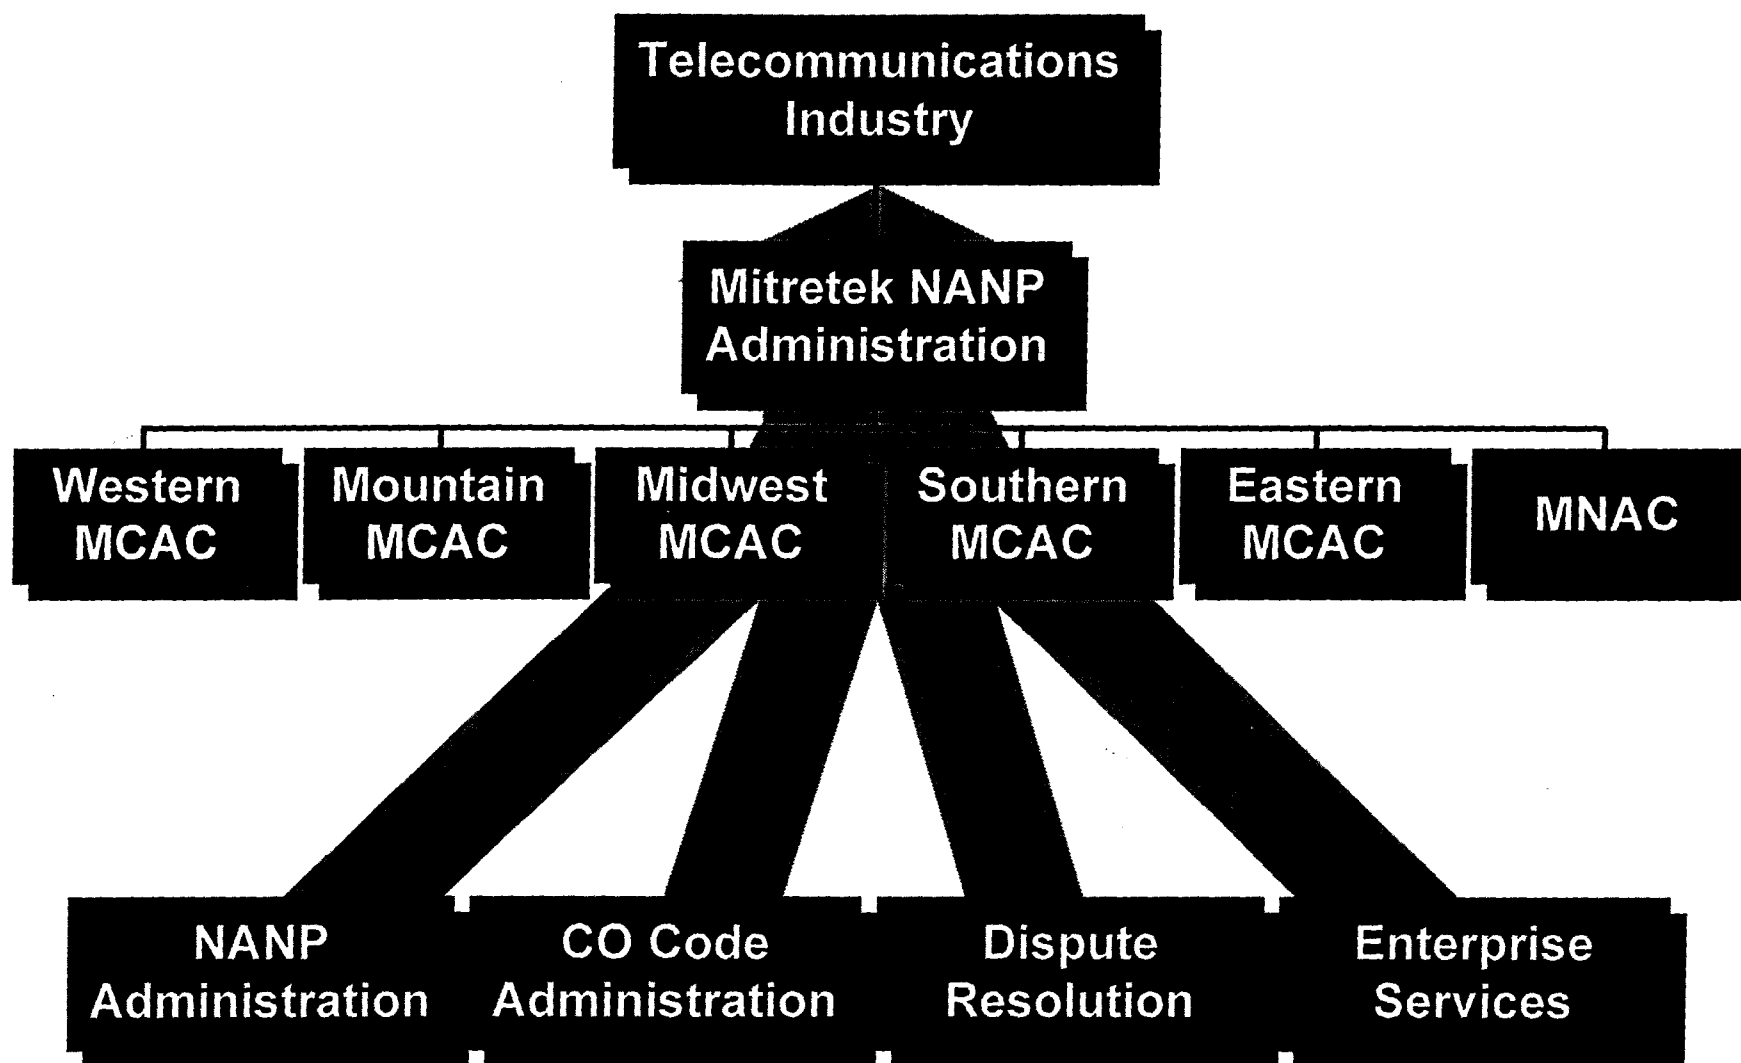 Telecommunications
Industry
Mitretek NANP
Administration
Western
MCAC
Mountain
MCAC
Midwest
MCAC
Southern
MCAC
Eastern
MCAC
MNAC
NANP
Administration
CO Code
Administration
Dispute
Resolution
Enterprise
Services